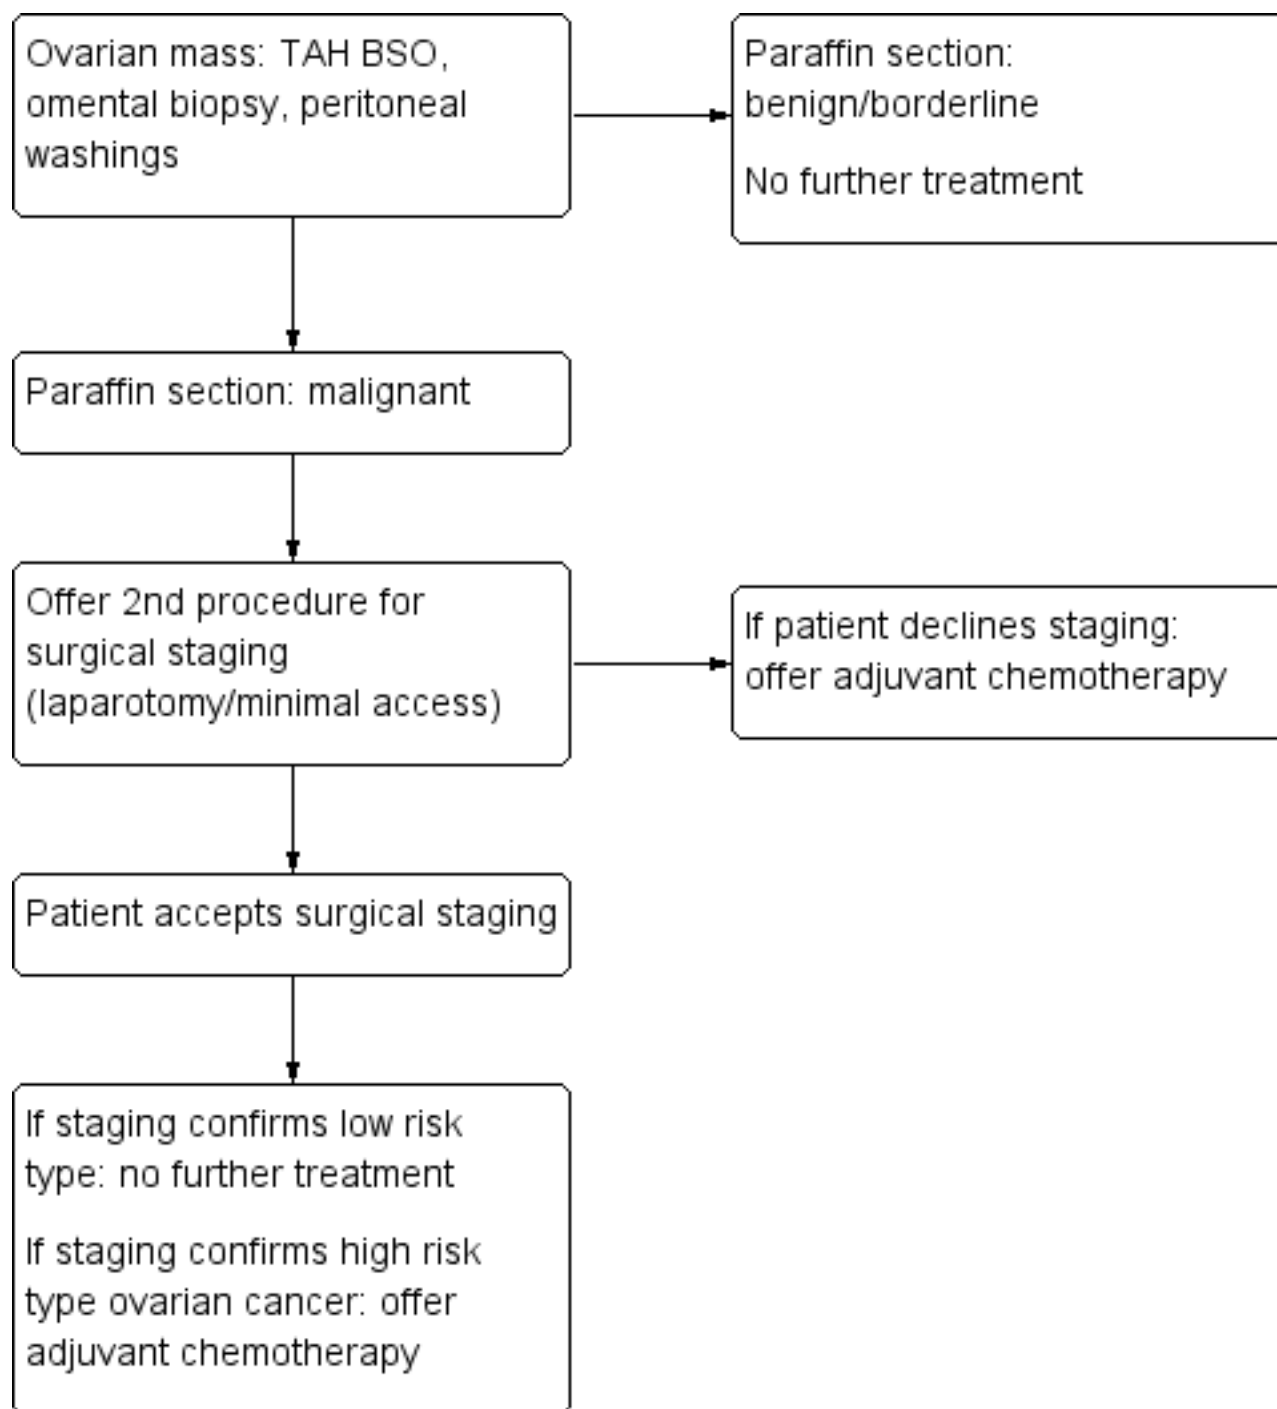 Ovarian mass: TAH BSO,
omental biopsy, peritoneal
washings
Paraffin section:
benign/borderline
No further treatment
Paraffin section: malignant
Offer 2nd procedure for
surgical staging
(laparotomy/minimal access)
If patient declines staging:
offer adjuvant chemotherapy
Patient accepts surgical staging
If staging confirms low risk
type: no further treatment
If staging confirms high risk
type ovarian cancer: offer
adjuvant chemotherapy